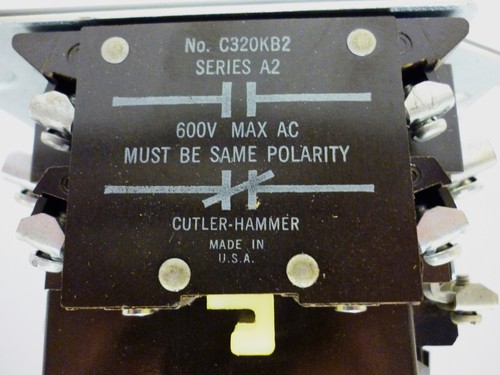 No. C320KB2
SERIES A2
600V MAX AC
MUST BE SAME POLARITY
CUTLER-HAMMER
MADE IN
U.S.A.